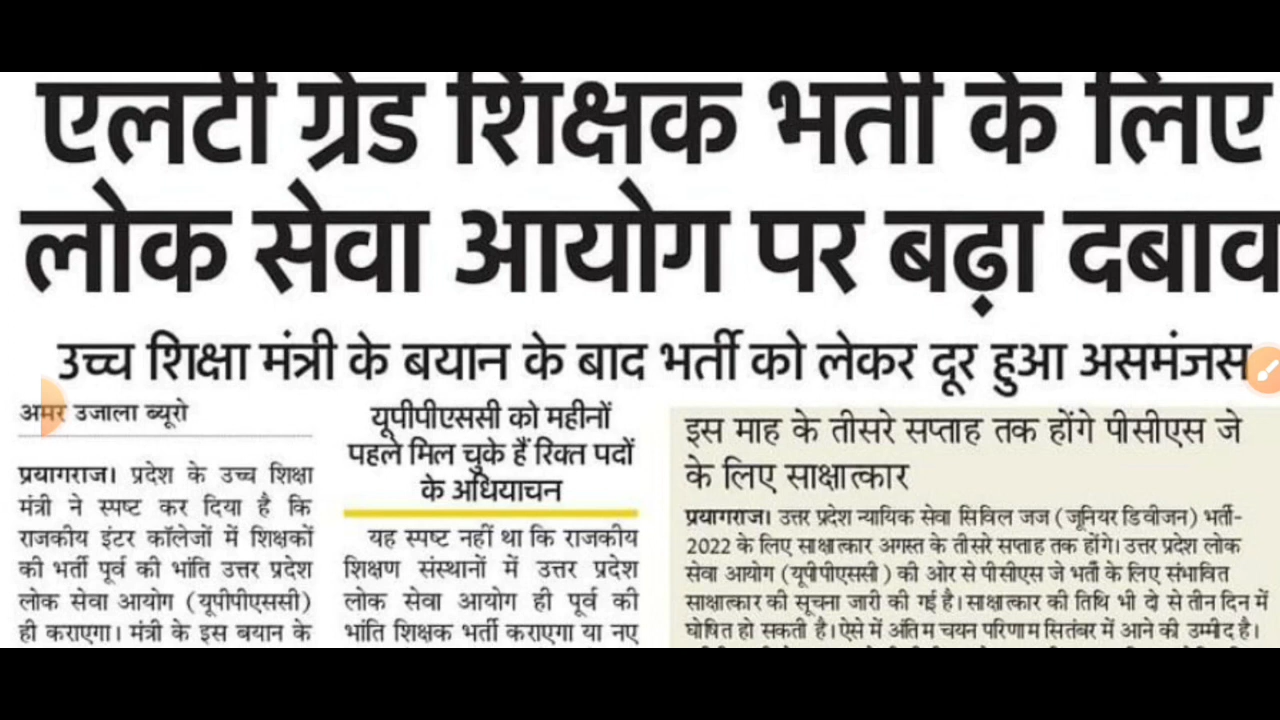 एलटी ग्रेड शिक्षक भर्ती के लिए
लोक सेवा आयोग पर बढ़ा दबाव
उच्च शिक्षा मंत्री के बयान के बाद भर्ती को लेकर दूर हुआ असमंजस
अमर उजाला ब्यूरो
प्रयागराज। प्रदेश के उच्च शिक्षा
मंत्री ने स्पष्ट कर दिया है कि
राजकीय इंटर कॉलेजों में शिक्षकों
की भर्ती पूर्व की भांति उत्तर प्रदेश
लोक सेवा आयोग (यूपीपीएससी)
ही कराएगा। मंत्री के इस बयान के
यूपीपीएससी को महीनों
पहले मिल चुके हैं रिक्त पदों
के अधियाचन
यह स्पष्ट नहीं था कि राजकीय
शिक्षण संस्थानों में उत्तर प्रदेश
लोक सेवा आयोग ही पूर्व की
भांति शिक्षक भर्ती कराएगा या नए
इस माह के तीसरे सप्ताह तक होंगे पीसीएस जे
के लिए साक्षात्कार
प्रयागराज। उत्तर प्रदेश न्यायिक सेवा सिविल जज (जूनियर डिवीजन) भर्ती-
2022 के लिए साक्षात्कार अगस्त के तीसरे सप्ताह तक होंगे। उत्तर प्रदेश लोक
सेवा आयोग (यूपीपीएससी) की ओर से पीसीएस जे भर्ती के लिए संभावित
साक्षात्कार की सूचना जारी की गई है। साक्षात्कार की तिथि भी दो से तीन दिन में
घोषित हो सकती है। ऐसे में अंतिम चयन परिणाम सितंबर में आने की उम्मीद है।